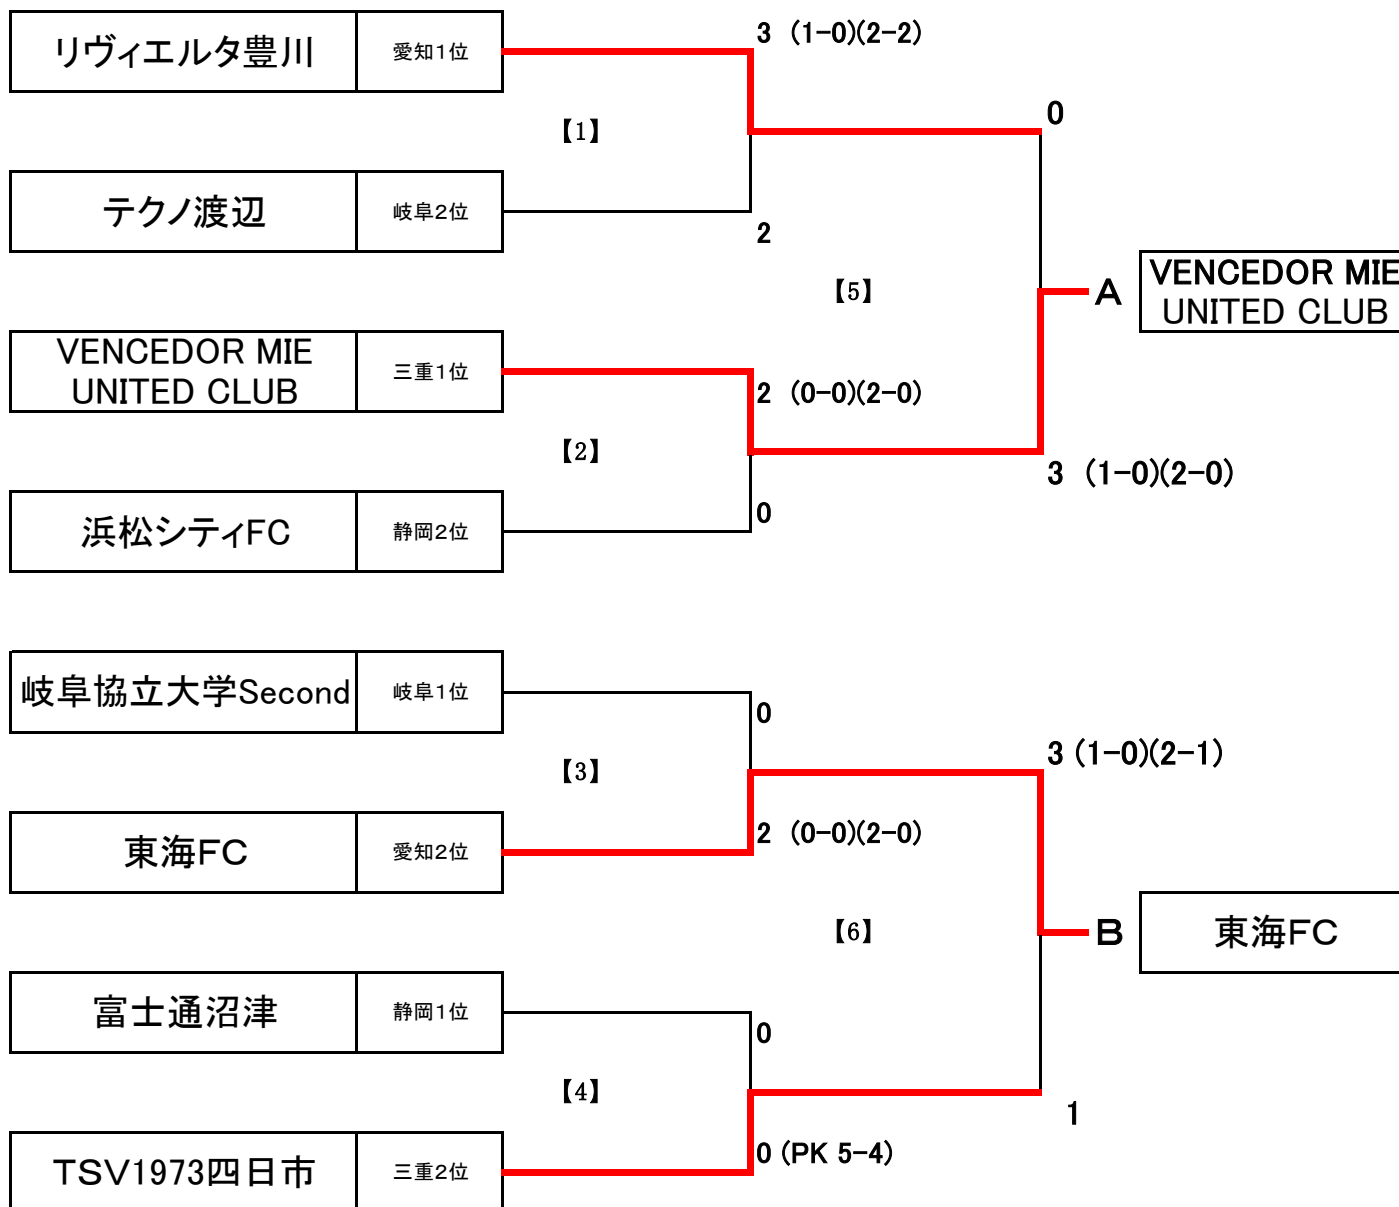 リヴィエルタ豊川 愛知1位
3 (1-0)(2-2)
【1】
0
テクノ渡辺 岐阜2位
2
【5】
A
VENCEDOR MIE
UNITED CLUB
VENCEDOR MIE
UNITED CLUB
三重1位
2 (0-0)(2-0)
【2】
3 (1-0)(2-0)
浜松シティFC 静岡2位
0
岐阜協立大学Second 岐阜1位
0
3 (1-0)(2-1)
【3】
東海FC 愛知2位
2 (0-0)(2-0)
【6】
B
東海FC
富士通沼津 静岡1位
0
【4】
1
TSV1973四日市 三重2位
0 (PK 5-4)